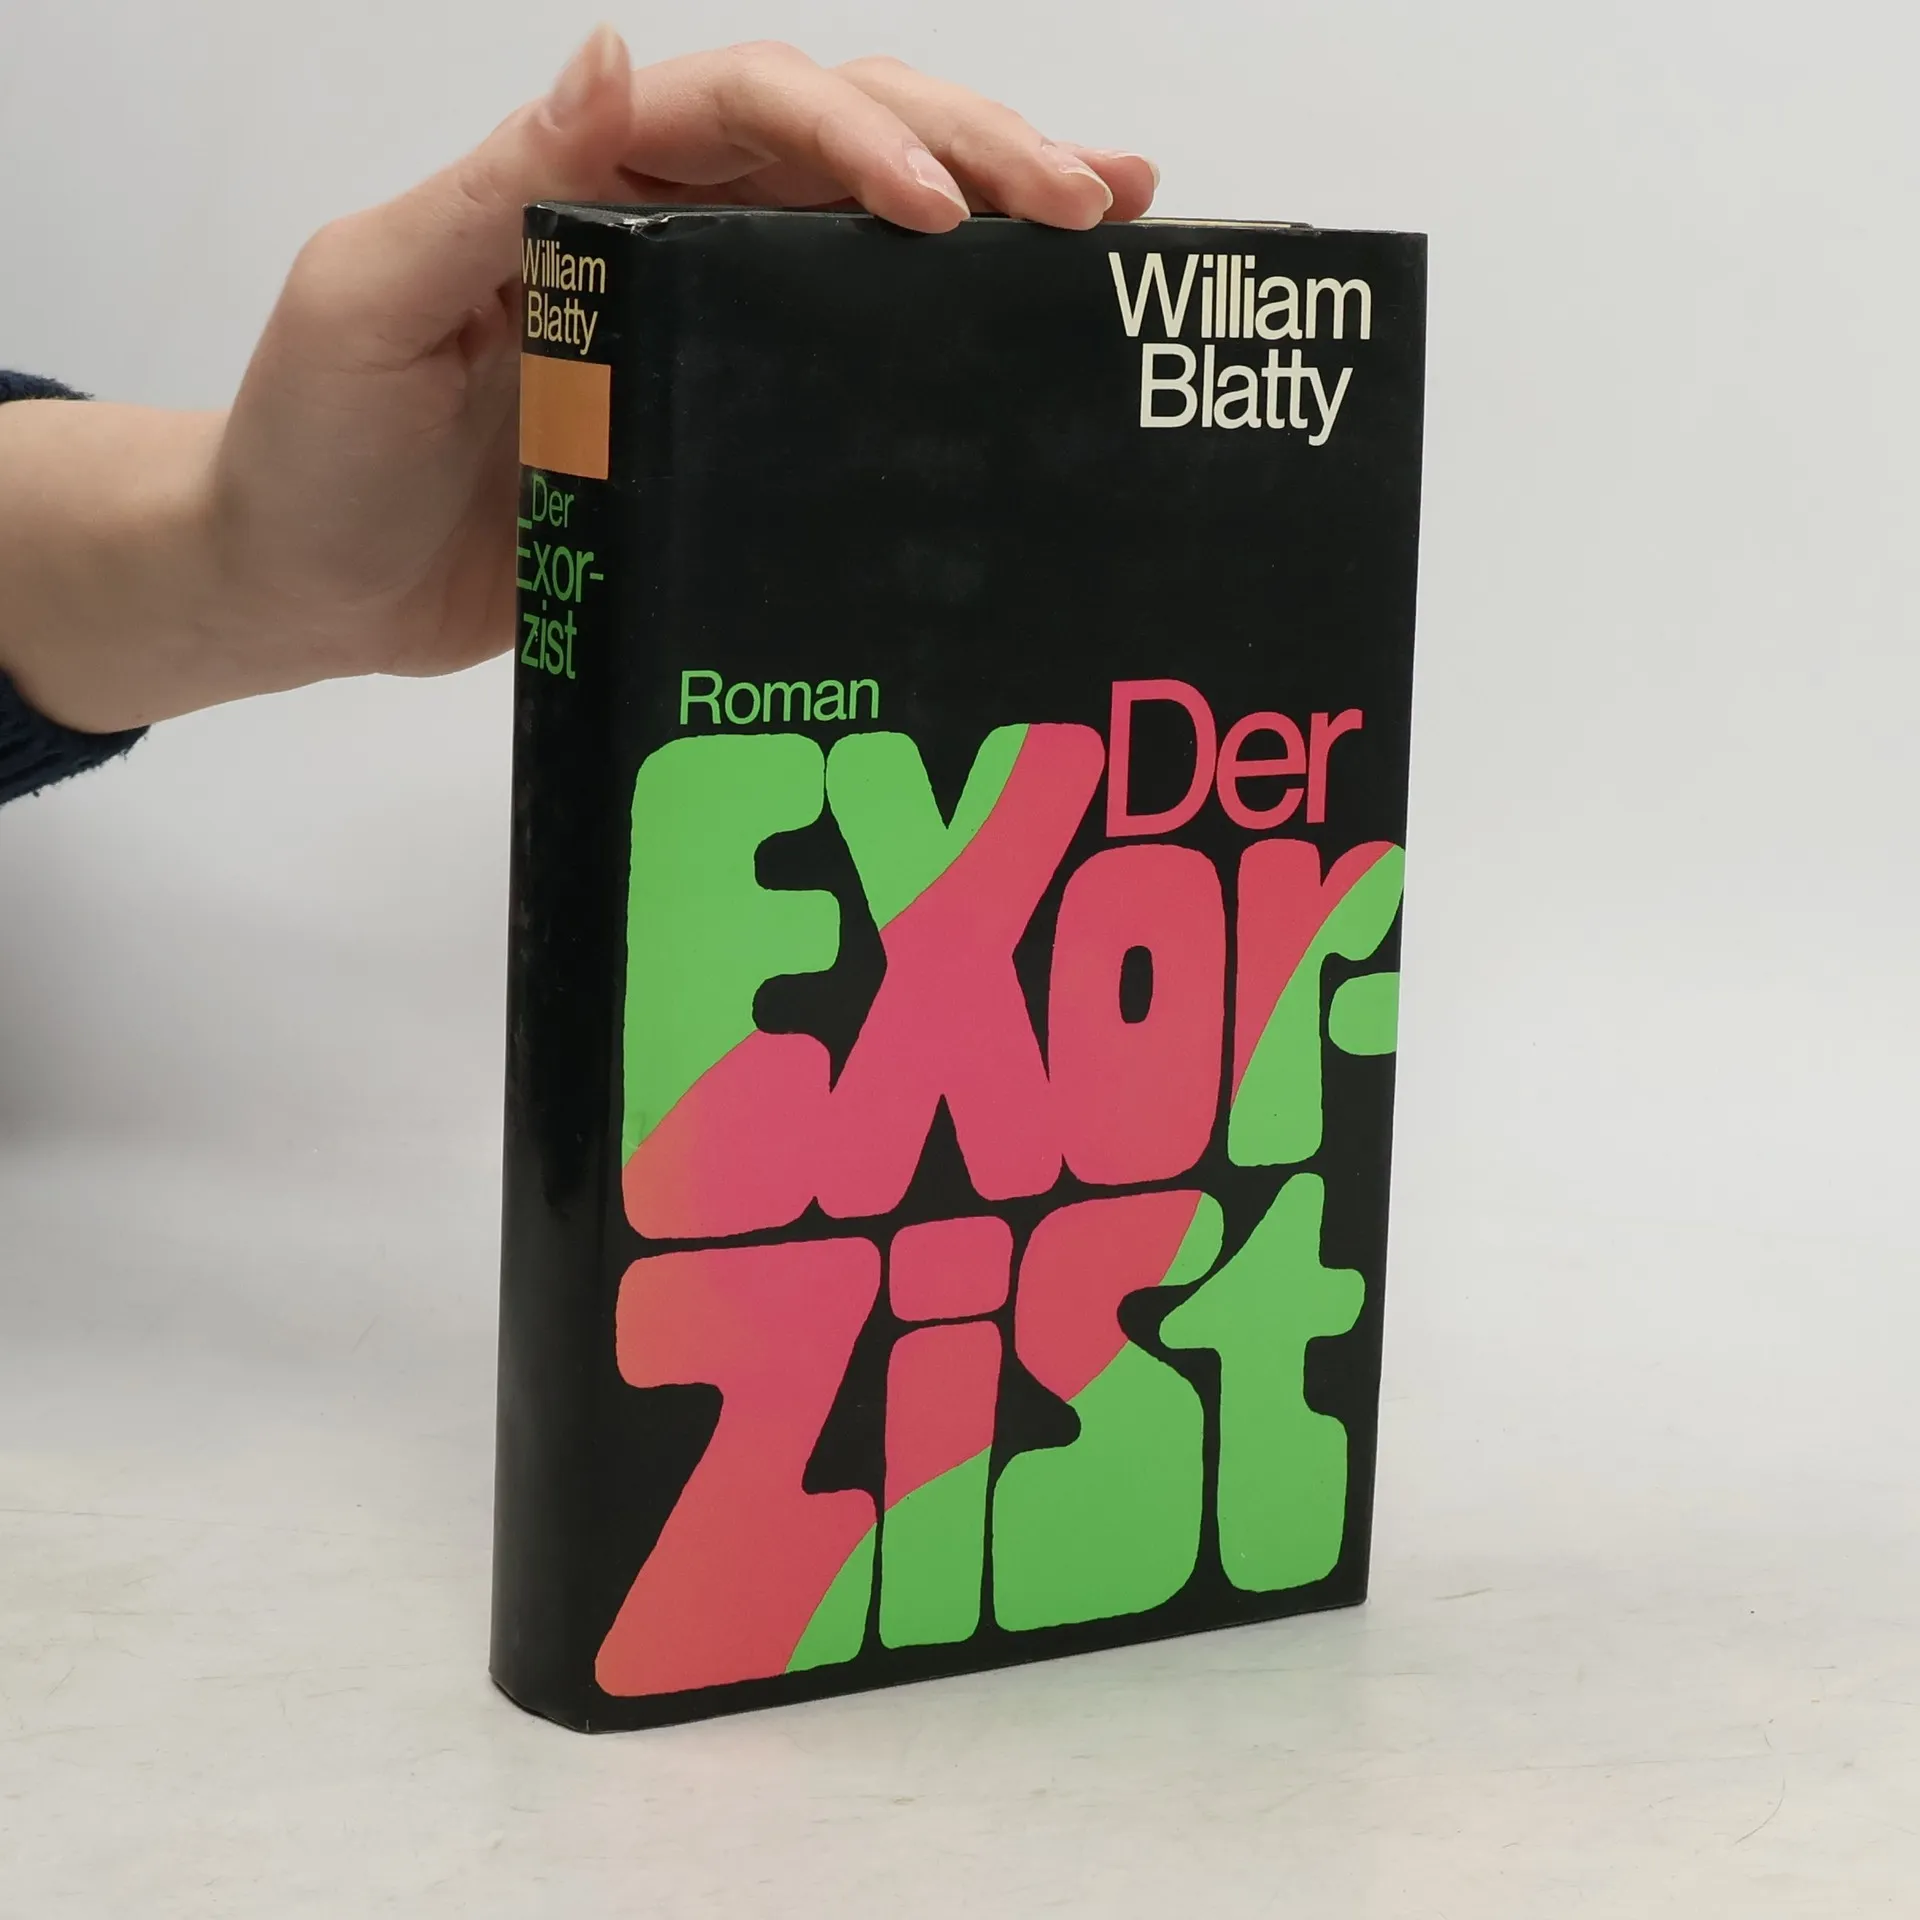 William
Blatty
Der
Exor-
zist
William
Blatty
Roman
Der
Exor-
zist